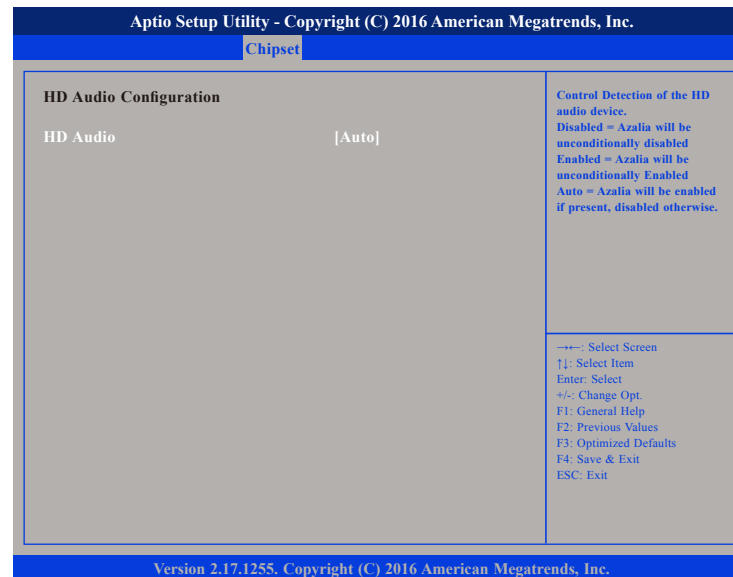 Aptio Setup Utility - Copyright (C) 2016 American Megatrends, Inc.
Chipset
HD Audio Configuration
HD Audio [Auto]
Control Detection of the HD
audio device.
Disabled = Azalia will be
unconditionally disabled
Enabled = Azalia will be
unconditionally Enabled
Auto = Azalia will be enabled
if present, disabled otherwise.
→←: Select Screen
↑↓: Select Item
Enter: Select
+/-: Change Opt.
F1: General Help
F2: Previous Values
F3: Optimized Defaults
F4: Save & Exit
ESC: Exit
Version 2.17.1255. Copyright (C) 2016 American Megatrends, Inc.